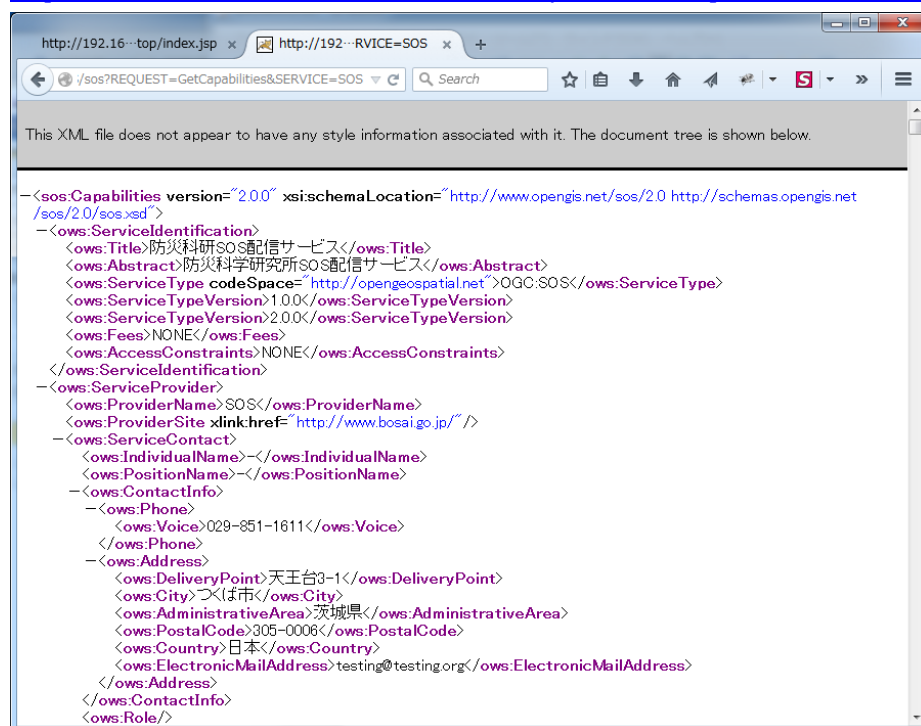 http://192.16…top/index.jsp × http://192…RVICE=SOS × +
:/sos?REQUEST=GetCapabilities&SERVICE=SOS Search
This XML file does not appear to have any style information associated with it. The document tree is shown below.
−<sos:Capabilities version="2.0.0" xsi:schemaLocation="http://www.opengis.net/sos/2.0 http://schemas.opengis.net
/sos/2.0/sos.xsd">
−<ows:ServiceIdentification>
<ows:Title>防災科研SOS配信サービス</ows:Title>
<ows:Abstract>防災科学研究所SOS配信サービス</ows:Abstract>
<ows:ServiceType codeSpace="http://opengeospatial.net">OGC:SOS</ows:ServiceType>
<ows:ServiceTypeVersion>1.0.0</ows:ServiceTypeVersion>
<ows:ServiceTypeVersion>2.0.0</ows:ServiceTypeVersion>
<ows:Fees>NONE</ows:Fees>
<ows:AccessConstraints>NONE</ows:AccessConstraints>
</ows:ServiceIdentification>
−<ows:ServiceProvider>
<ows:ProviderName>SOS</ows:ProviderName>
<ows:ProviderSite xlink:href="http://www.bosai.go.jp/"/>
−<ows:ServiceContact>
<ows:IndividualName>-</ows:IndividualName>
<ows:PositionName>-</ows:PositionName>
−<ows:ContactInfo>
−<ows:Phone>
<ows:Voice>029-851-1611</ows:Voice>
</ows:Phone>
−<ows:Address>
<ows:DeliveryPoint>天王台3-1</ows:DeliveryPoint>
<ows:City>つくば市</ows:City>
<ows:AdministrativeArea>茨城県</ows:AdministrativeArea>
<ows:PostalCode>305-0006</ows:PostalCode>
<ows:Country>日本</ows:Country>
<ows:ElectronicMailAddress>testing@testing.org</ows:ElectronicMailAddress>
</ows:Address>
</ows:ContactInfo>
<ows:Role/>